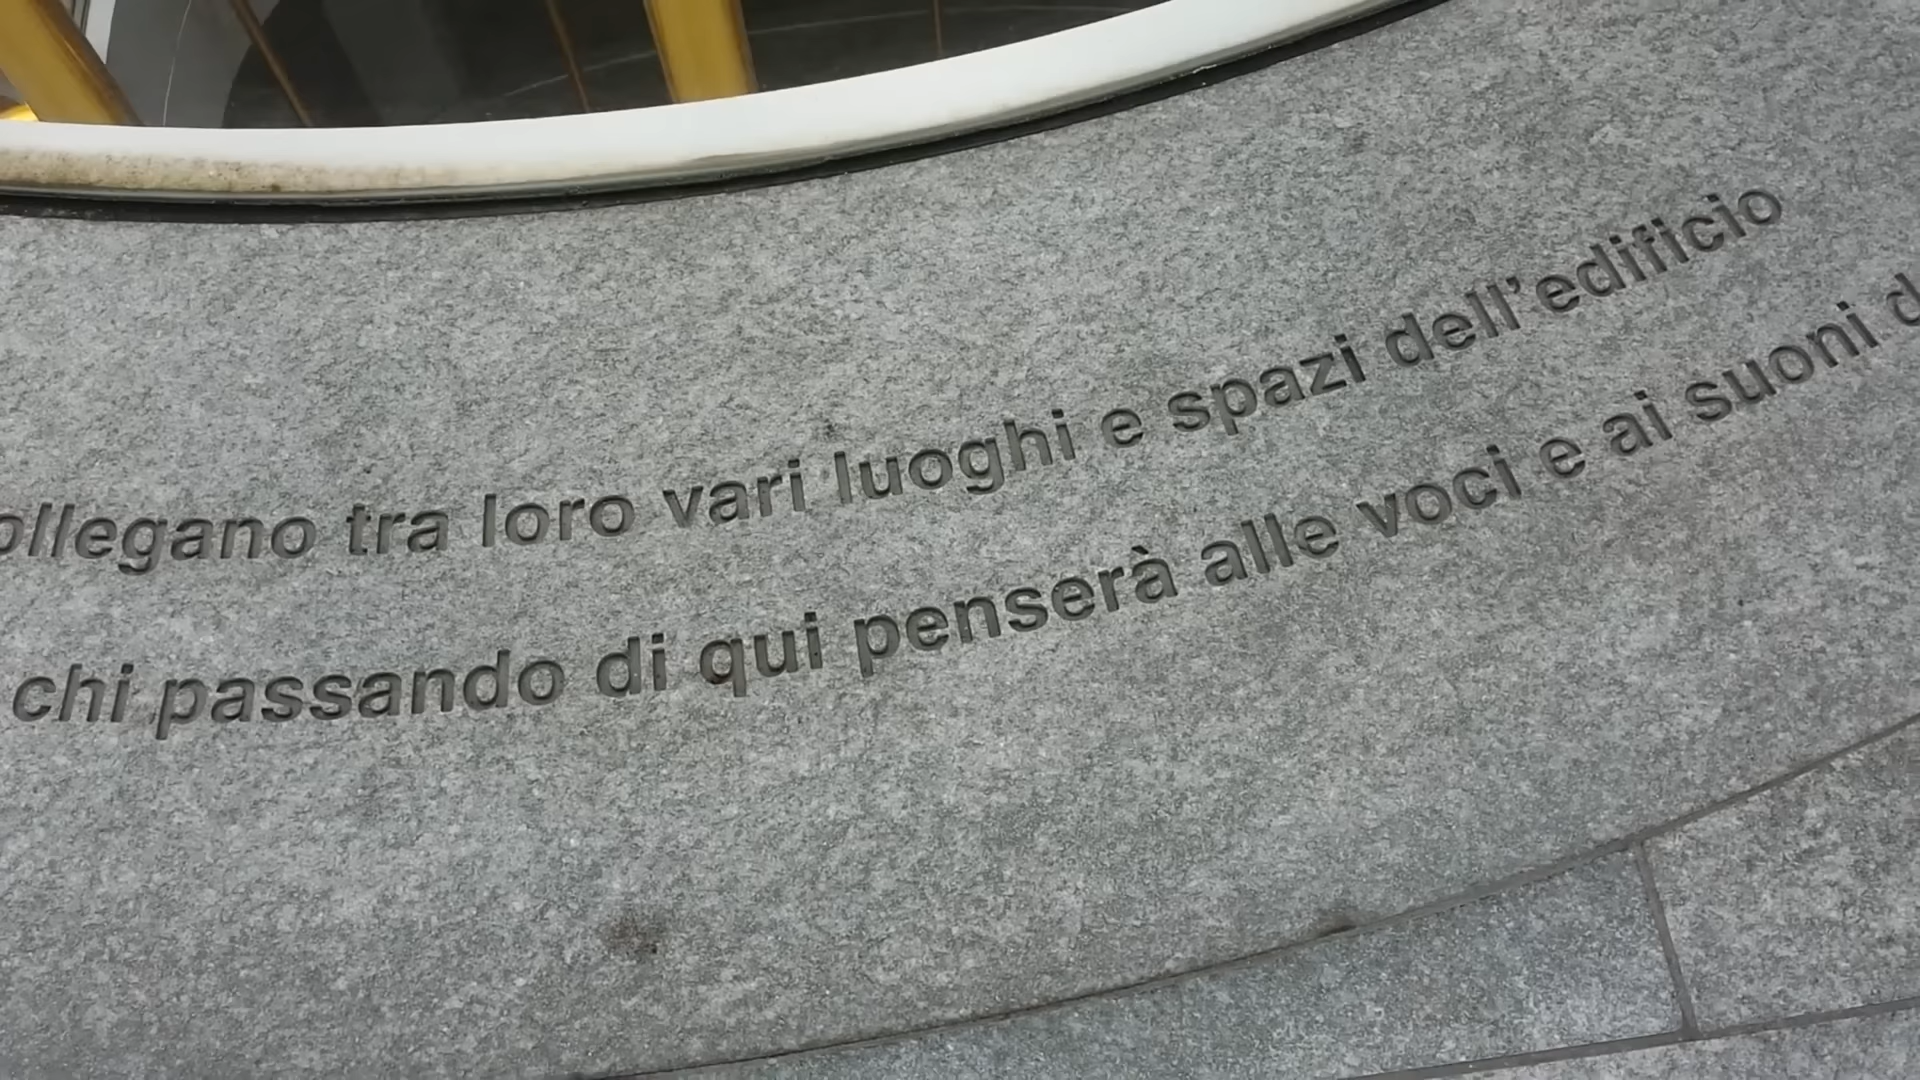 ollegano tra loro vari luoghi e spazi dell'edificio
chi passando di qui penserà alle voci e ai suoni d